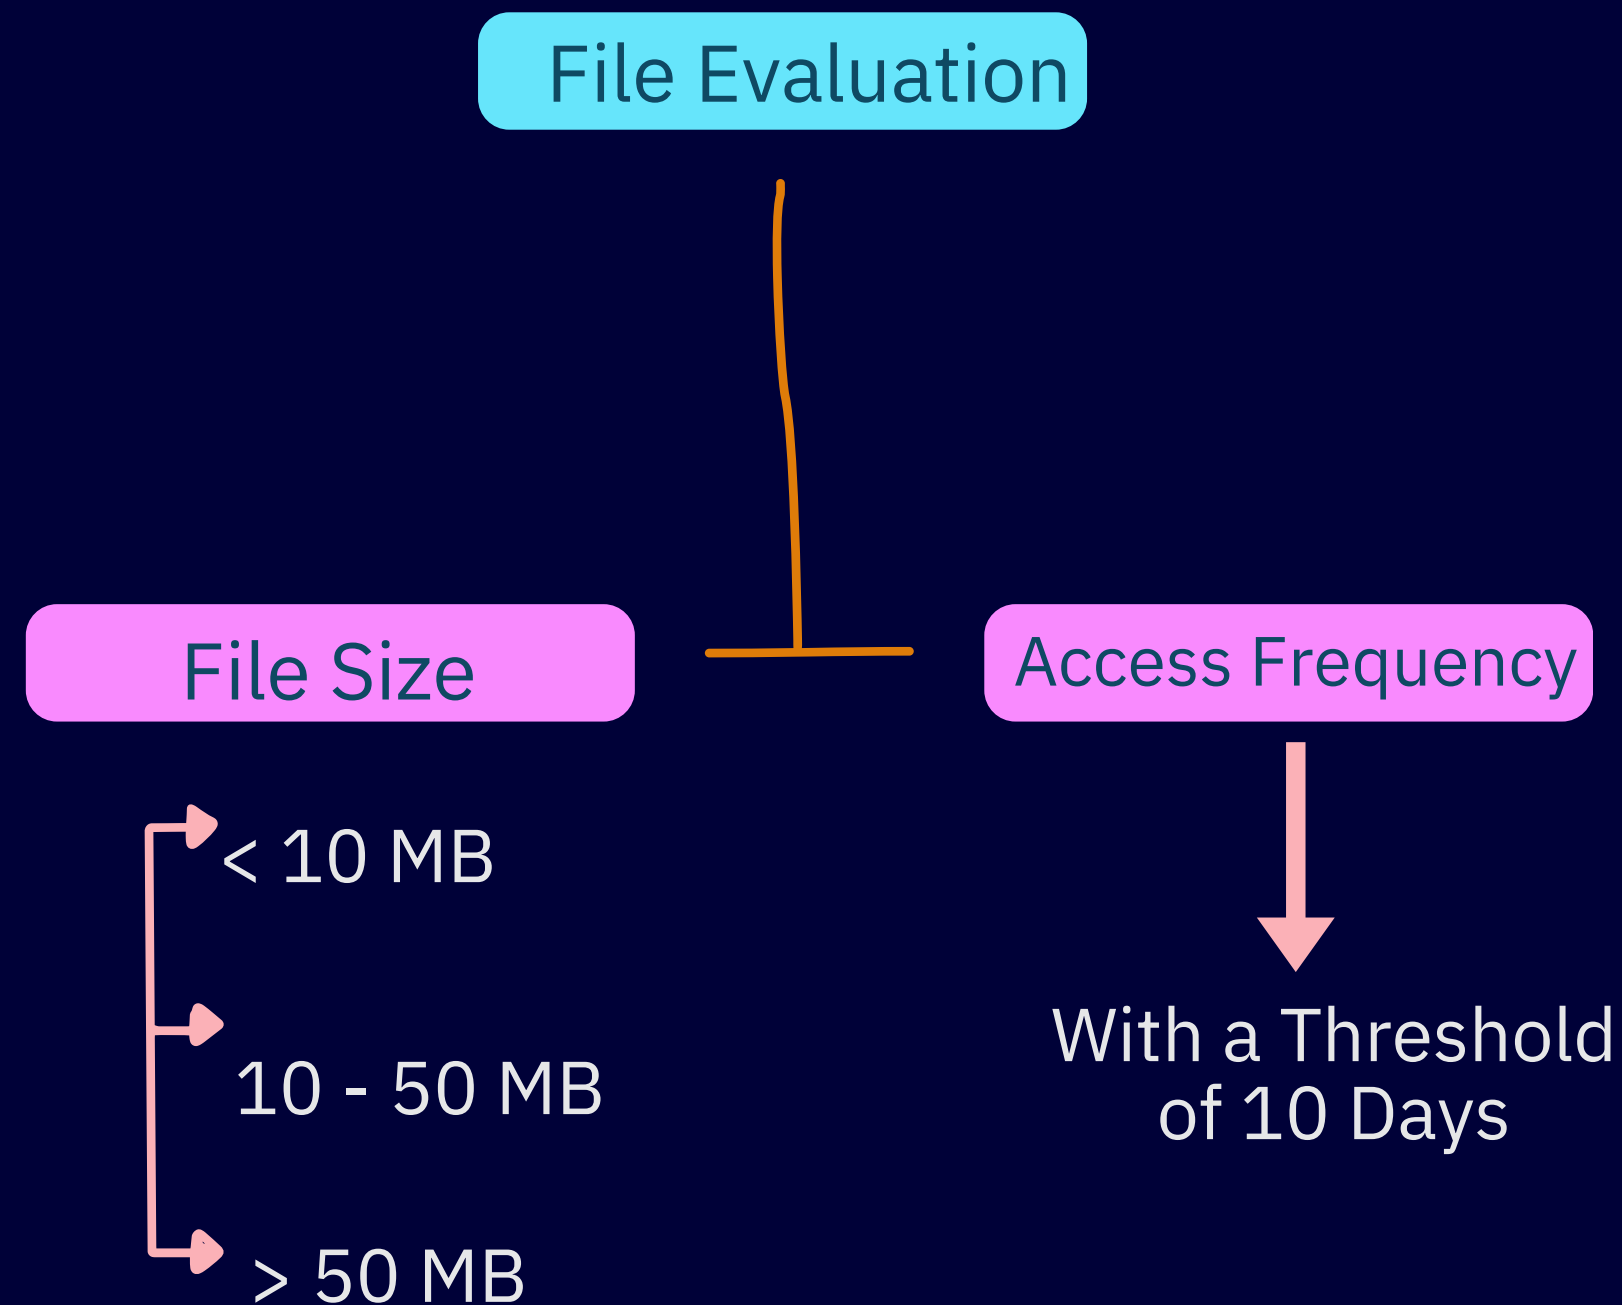 File Evaluation
File Size
Access Frequency
< 10 MB
10 - 50 MB
> 50 MB
With a Threshold
of 10 Days